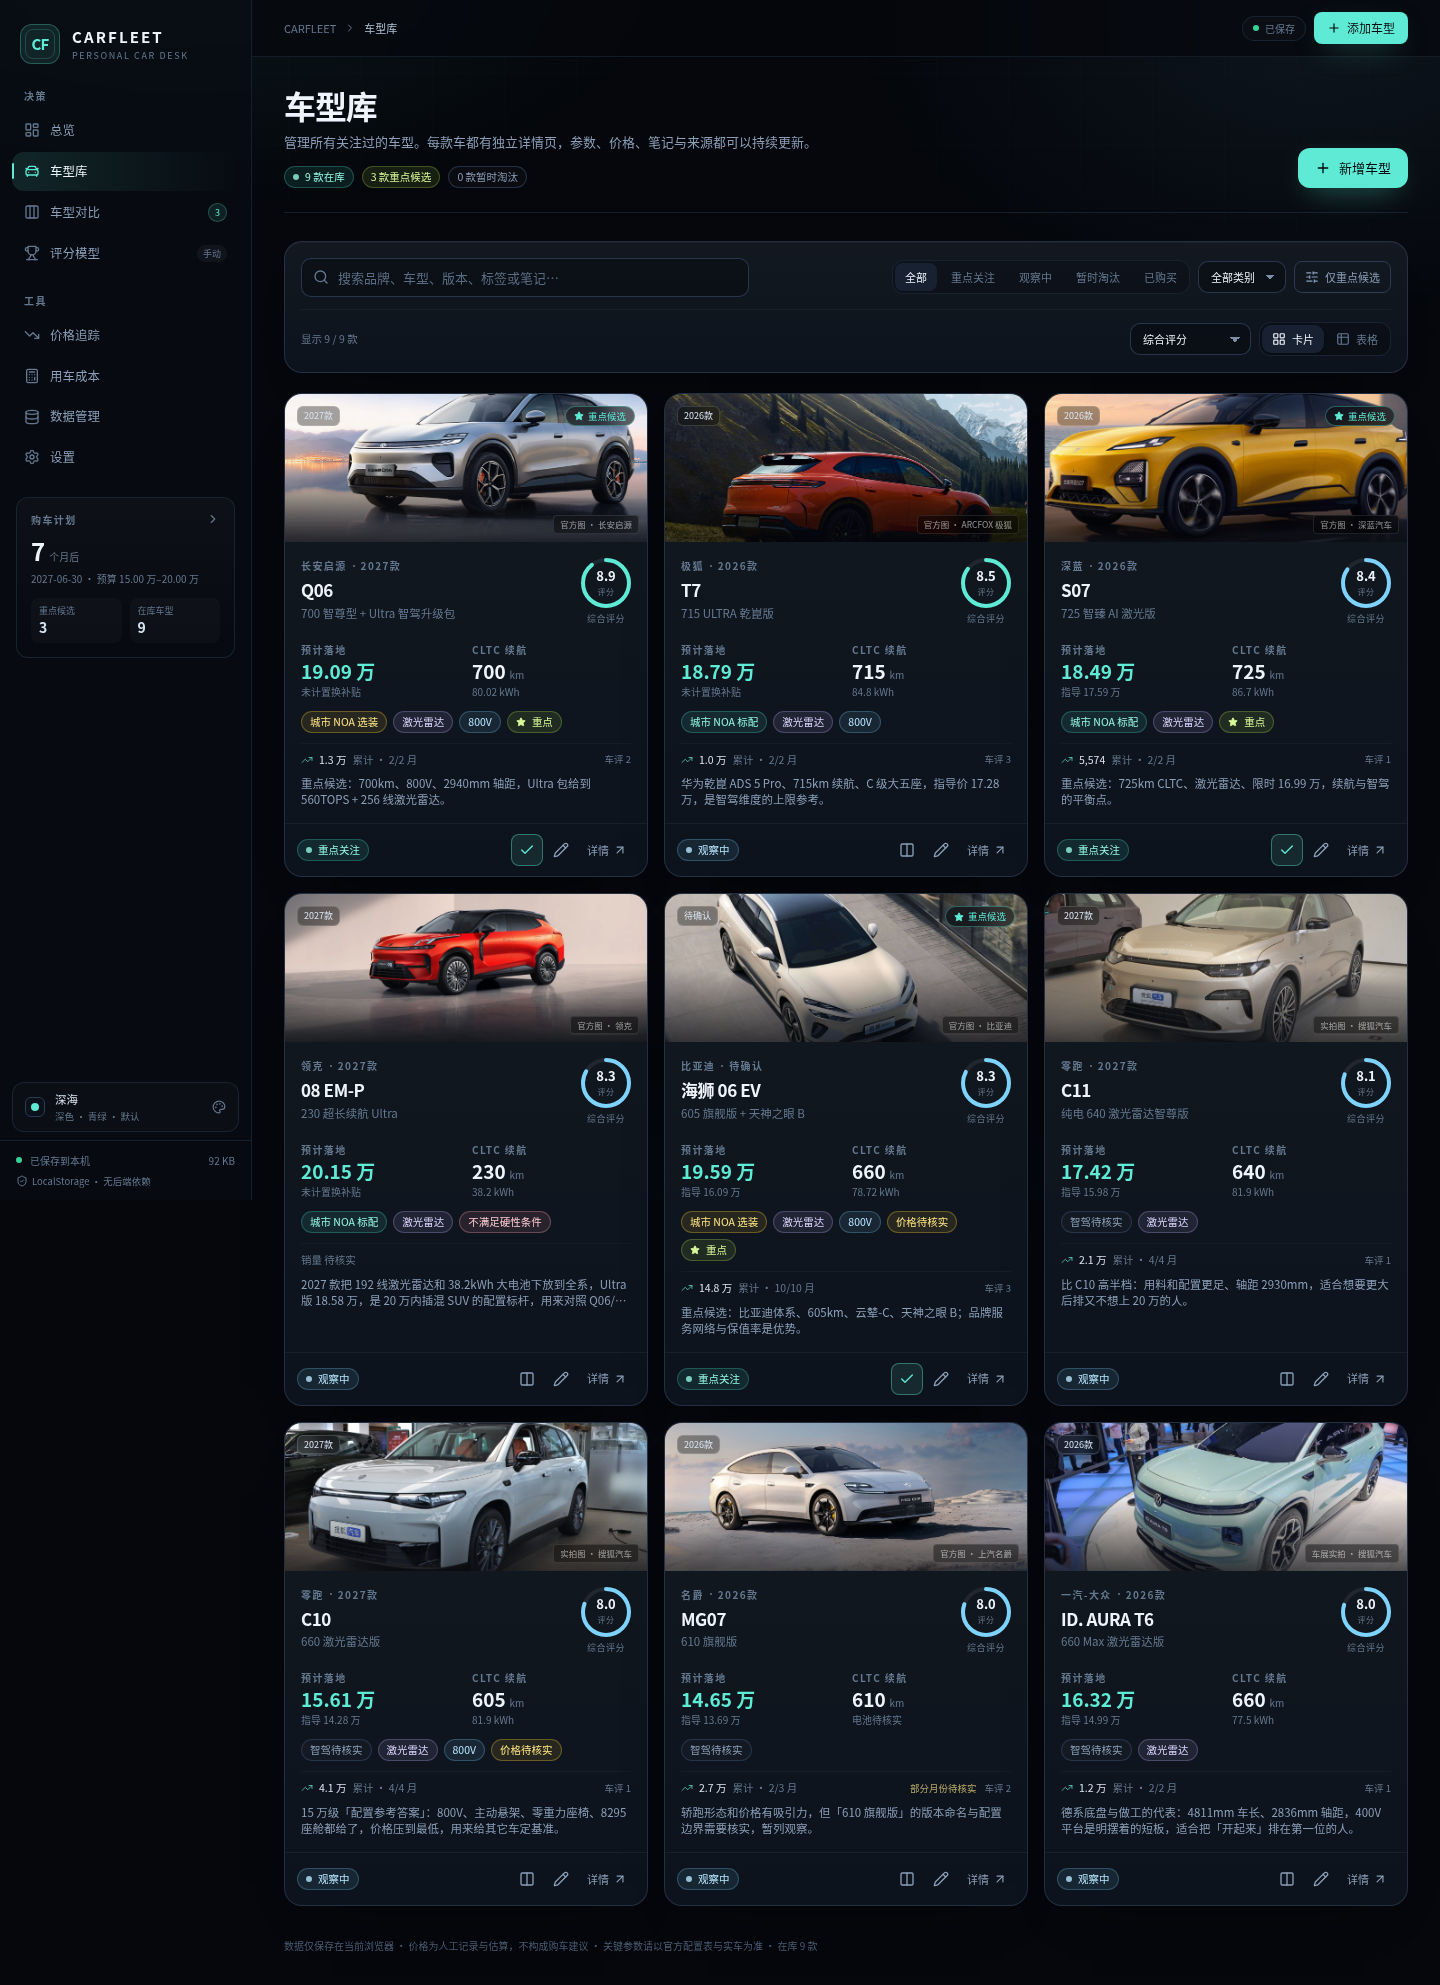 CF
CARFLEET
PERSONAL CAR DESK
决策
总览
车型库
车型对比
3
评分模型
手动
工具
价格追踪
用车成本
数据管理
设置
购车计划
7 个月后
2027-06-30 · 预算 15.00 万–20.00 万
重点候选
3
在库车型
9
深海
深色 · 青绿 · 默认
已保存到本机
92 KB
LocalStorage · 无后端依赖
CARFLEET
车型库
已保存
添加车型
车型库
管理所有关注过的车型。每款车都有独立详情页，参数、价格、笔记与来源都可以持续更新。
9 款在库
3 款重点候选
0 款暂时淘汰
新增车型
搜索品牌、车型、版本、标签或笔记…
全部
重点关注
观察中
暂时淘汰
已购买
全部类别
仅重点候选
显示 9 / 9 款
综合评分
卡片
表格
2027款
重点候选
官方图 · 长安启源
长安启源 · 2027款
Q06
700 智尊型 + Ultra 智驾升级包
8.9
评分
综合评分
预计落地
19.09 万
未计置换补贴
CLTC 续航
700 km
80.02 kWh
城市 NOA 选装
激光雷达
800V
重点
1.3 万 累计 · 2/2 月
车评 2
重点候选：700km、800V、2940mm 轴距，Ultra 包给到
560TOPS + 256 线激光雷达。
重点关注
详情
2026款
官方图 · ARCFOX 极狐
极狐 · 2026款
T7
715 ULTRA 乾崑版
8.5
评分
综合评分
预计落地
18.79 万
未计置换补贴
CLTC 续航
715 km
84.8 kWh
城市 NOA 标配
激光雷达
800V
1.0 万 累计 · 2/2 月
车评 3
华为乾崑 ADS 5 Pro、715km 续航、C 级大五座，指导价 17.28
万，是智驾维度的上限参考。
观察中
详情
2026款
重点候选
官方图 · 深蓝汽车
深蓝 · 2026款
S07
725 智臻 AI 激光版
8.4
评分
综合评分
预计落地
18.49 万
指导 17.59 万
CLTC 续航
725 km
86.7 kWh
城市 NOA 标配
激光雷达
重点
5,574 累计 · 2/2 月
车评 1
重点候选：725km CLTC、激光雷达、限时 16.99 万，续航与智驾
的平衡点。
重点关注
详情
2027款
官方图 · 领克
领克 · 2027款
08 EM-P
230 超长续航 Ultra
8.3
评分
综合评分
预计落地
20.15 万
未计置换补贴
CLTC 续航
230 km
38.2 kWh
城市 NOA 标配
激光雷达
不满足硬性条件
销量 待核实
2027 款把 192 线激光雷达和 38.2kWh 大电池下放到全系，Ultra
版 18.58 万，是 20 万内插混 SUV 的配置标杆，用来对照 Q06/…
观察中
详情
待确认
重点候选
官方图 · 比亚迪
比亚迪 · 待确认
海狮 06 EV
605 旗舰版 + 天神之眼 B
8.3
评分
综合评分
预计落地
19.59 万
指导 16.09 万
CLTC 续航
660 km
78.72 kWh
城市 NOA 选装
激光雷达
800V
价格待核实
重点
14.8 万 累计 · 10/10 月
车评 3
重点候选：比亚迪体系、605km、云辇-C、天神之眼 B；品牌服
务网络与保值率是优势。
重点关注
详情
2027款
搜狐汽车
实拍图 · 搜狐汽车
零跑 · 2027款
C11
纯电 640 激光雷达智尊版
8.1
评分
综合评分
预计落地
17.42 万
指导 15.98 万
CLTC 续航
640 km
81.9 kWh
智驾待核实
激光雷达
2.1 万 累计 · 4/4 月
车评 1
比 C10 高半档：用料和配置更足、轴距 2930mm，适合想要更大
后排又不想上 20 万的人。
观察中
详情
2027款
搜狐汽车
实拍图 · 搜狐汽车
零跑 · 2027款
C10
660 激光雷达版
8.0
评分
综合评分
预计落地
15.61 万
指导 14.28 万
CLTC 续航
605 km
81.9 kWh
智驾待核实
激光雷达
800V
价格待核实
4.1 万 累计 · 4/4 月
车评 1
15 万级「配置参考答案」：800V、主动悬架、零重力座椅、8295
座舱都给了，价格压到最低，用来给其它车定基准。
观察中
详情
2026款
MG 07
官方图 · 上汽名爵
名爵 · 2026款
MG07
610 旗舰版
8.0
评分
综合评分
预计落地
14.65 万
指导 13.69 万
CLTC 续航
610 km
电池待核实
智驾待核实
2.7 万 累计 · 2/3 月
部分月份待核实
车评 2
轿跑形态和价格有吸引力，但「610 旗舰版」的版本命名与配置
边界需要核实，暂列观察。
观察中
详情
2026款
车展实拍 · 搜狐汽车
一汽-大众 · 2026款
ID. AURA T6
660 Max 激光雷达版
8.0
评分
综合评分
预计落地
16.32 万
指导 14.99 万
CLTC 续航
660 km
77.5 kWh
智驾待核实
激光雷达
1.2 万 累计 · 2/2 月
车评 1
德系底盘与做工的代表：4811mm 车长、2836mm 轴距，400V
平台是明摆着的短板，适合把「开起来」排在第一位的人。
观察中
详情
数据仅保存在当前浏览器 · 价格为人工记录与估算，不构成购车建议 · 关键参数请以官方配置表与实车为准 · 在库 9 款